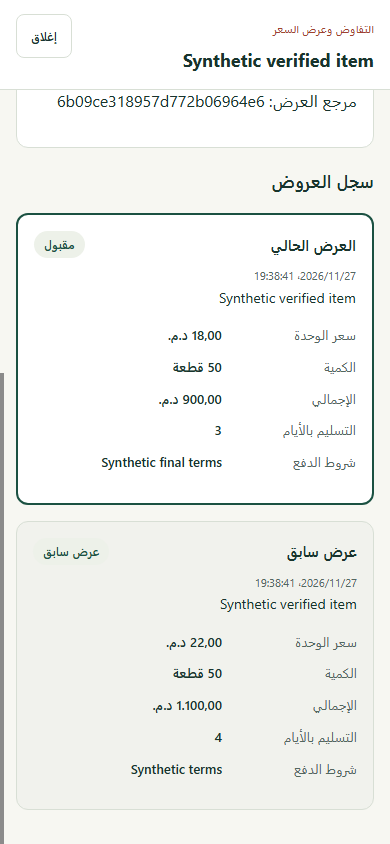 التفاوض وعرض السعر
Synthetic verified item
إغلاق
مرجع العرض: 6b09ce318957d772b06964e6
سجل العروض
العرض الحالي
مقبول
2026/11/27، 19:38:41
Synthetic verified item
سعر الوحدة 18,00 د.م.
الكمية 50 قطعة
الإجمالي 900,00 د.م.
التسليم بالأيام 3
شروط الدفع Synthetic final terms
عرض سابق
عرض سابق
2026/11/27، 19:38:41
Synthetic verified item
سعر الوحدة 22,00 د.م.
الكمية 50 قطعة
الإجمالي 1.100,00 د.م.
التسليم بالأيام 4
شروط الدفع Synthetic terms